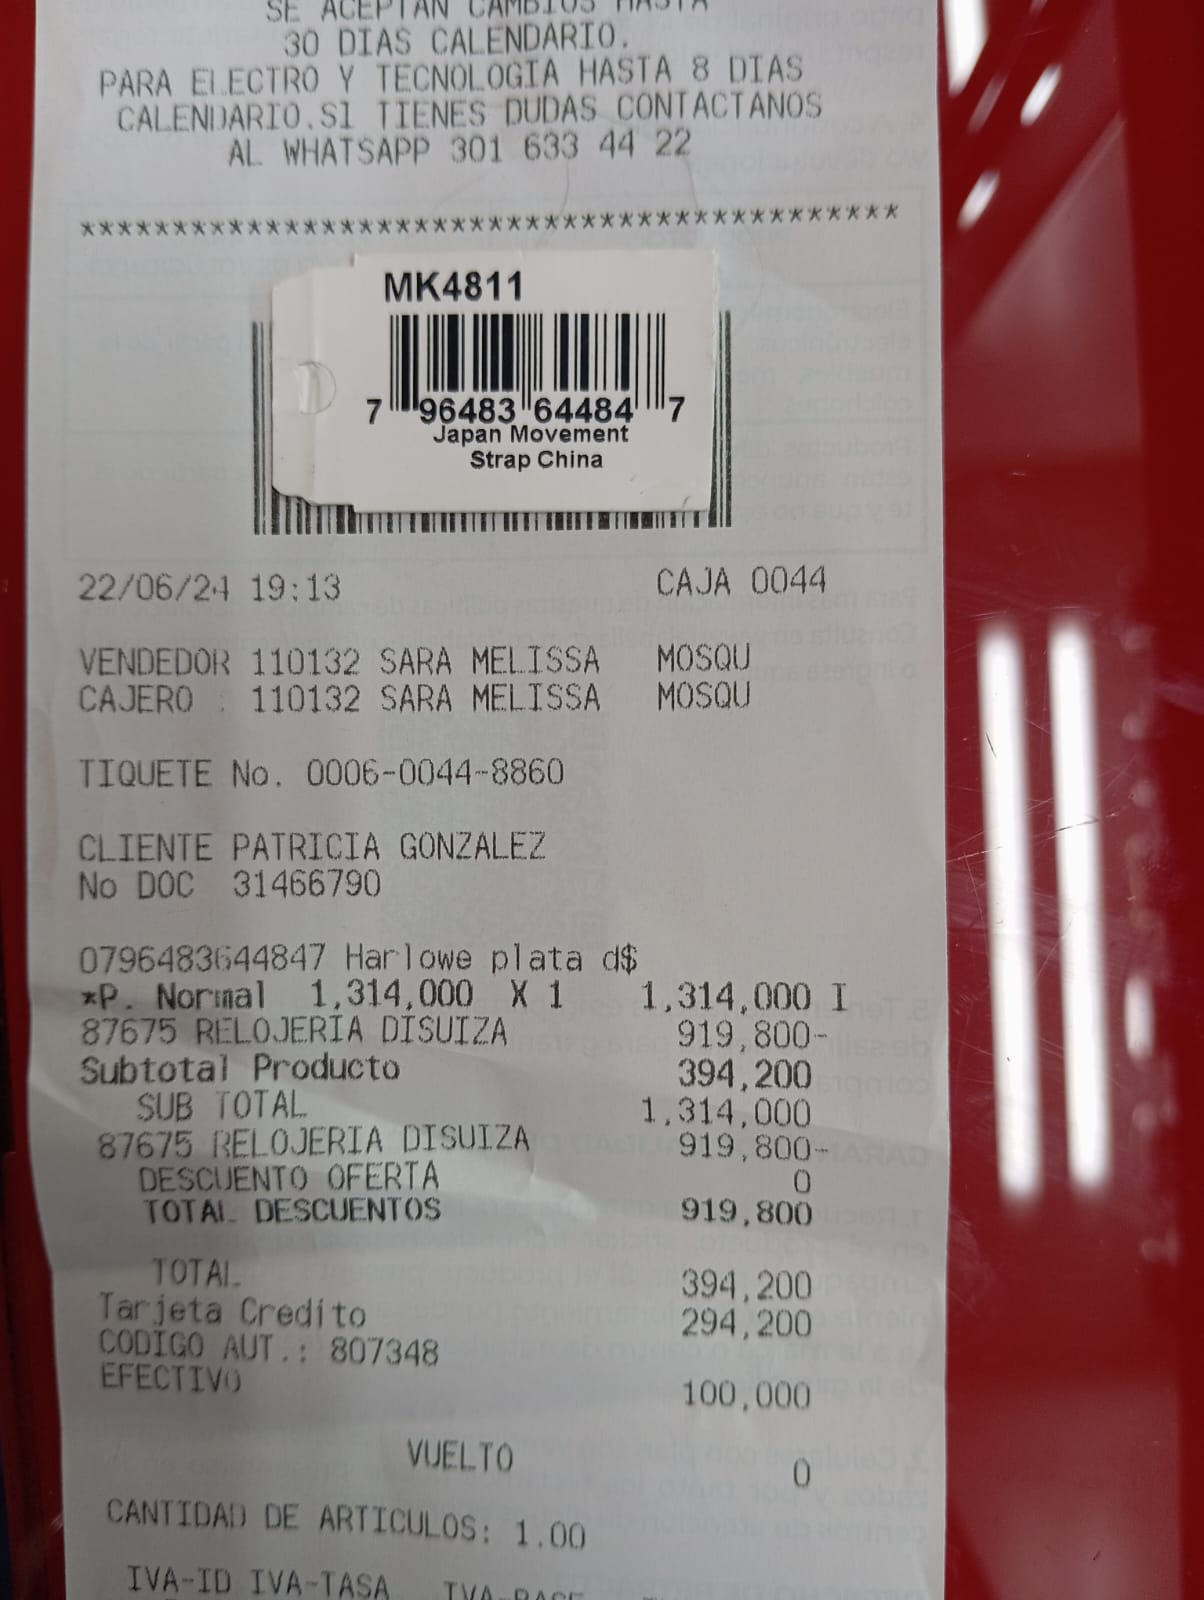 SE ACEPTAN CAMBIOS HASTA
30 DIAS CALENDARIO.
PARA ELECTRO Y TECNOLOGIA HASTA 8 DIAS
CALENDARIO.SI TIENES DUDAS CONTACTANOS
AL WHATSAPP 301 633 44 22
*********************************************
MK4811
7 96483 64484 7
Japan Movement
Strap China
22/06/24 19:13 CAJA 0044
VENDEDOR 110132 SARA MELISSA MOSQU
CAJERO : 110132 SARA MELISSA MOSQU
TIQUETE No. 0006-0044-8860
CLIENTE PATRICIA GONZALEZ
No DOC 31466790
0796483644847 Harlowe plata d$
*P. Normal 1,314,000 X 1 1,314,000 I
87675 RELOJERIA DISUIZA 919,800-
Subtotal Producto 394,200
SUB TOTAL 1,314,000
87675 RELOJERIA DISUIZA 919,800-
DESCUENTO OFERTA 0
TOTAL DESCUENTOS 919,800
TOTAL 394,200
Tarjeta Credito 294,200
CODIGO AUT.: 807348
EFECTIVO 100,000
VUELTO 0
CANTIDAD DE ARTICULOS: 1.00
IVA-ID IVA-TASA IVA-BASE